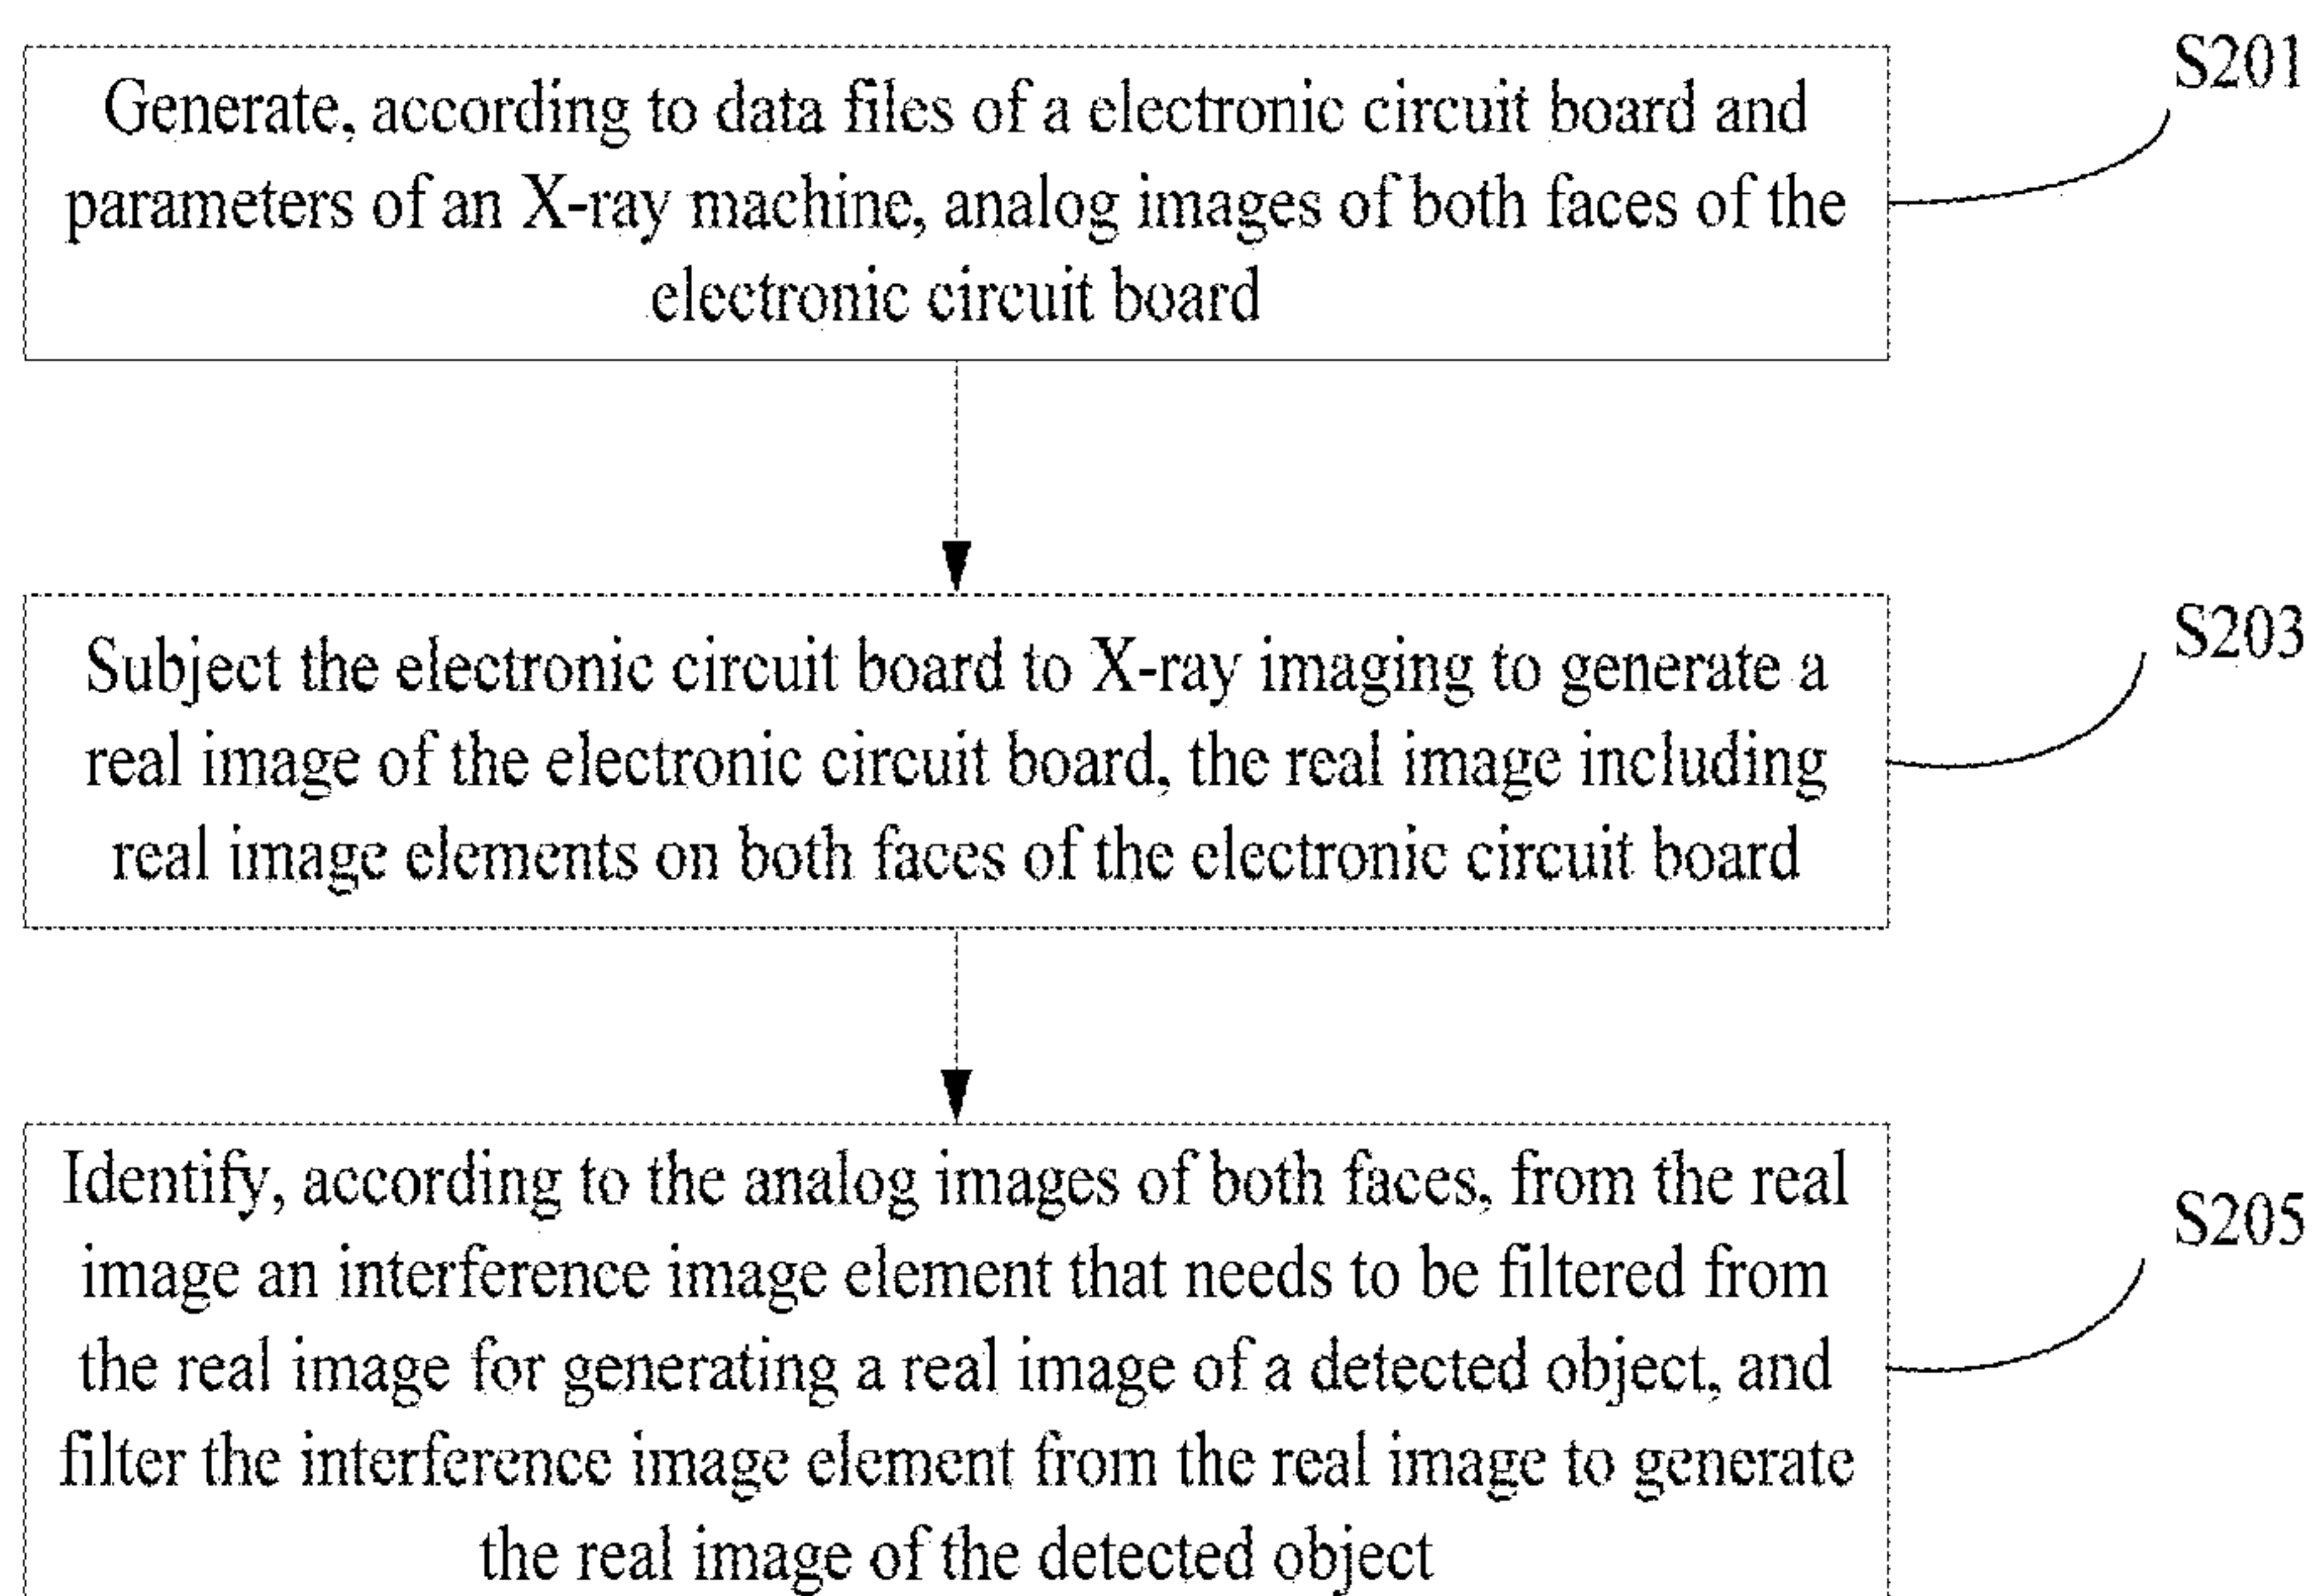 Generate, according to data files of a electronic circuit board and
parameters of an X-ray machine, analog images of both faces of the
electronic circuit board
S201
Subject the electronic circuit board to X-ray imaging to generate a
real image of the electronic circuit board, the real image including
real image elements on both faces of the electronic circuit board
S203
Identify, according to the analog images of both faces, from the real
image an interference image element that needs to be filtered from
the real image for generating a real image of a detected object, and
filter the interference image element from the real image to generate
the real image of the detected object
S205